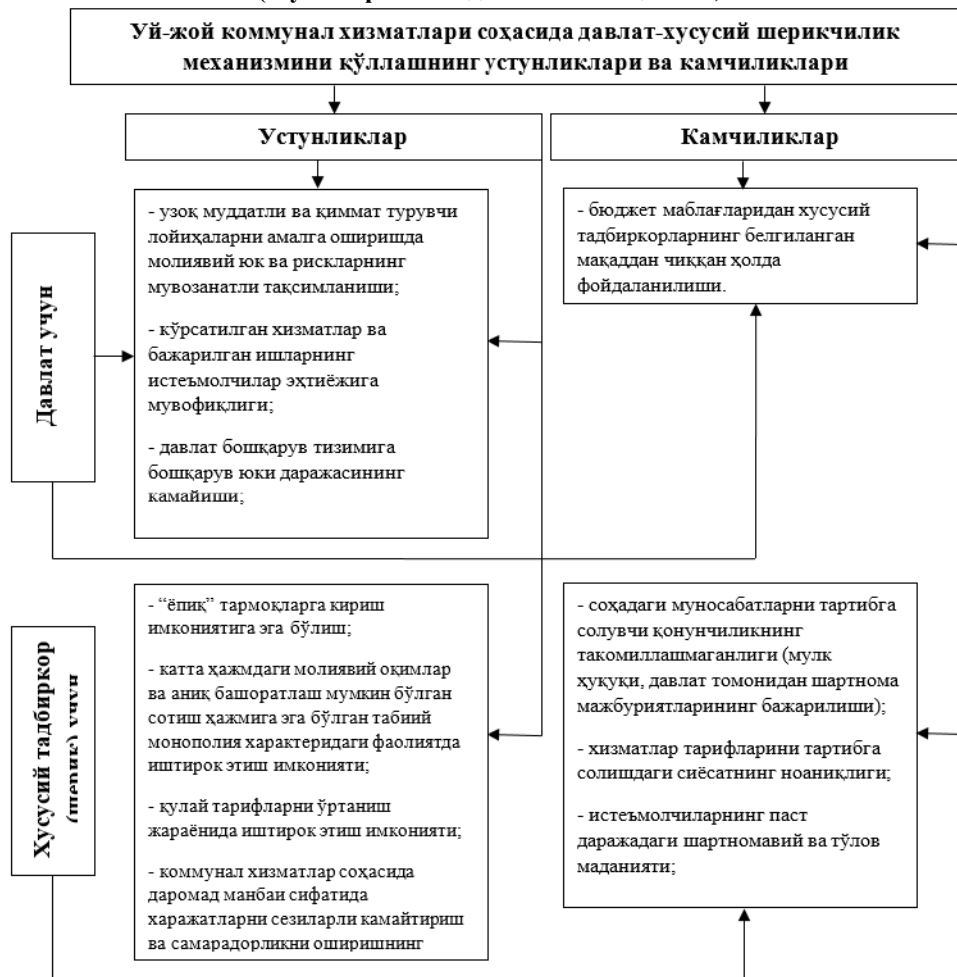 Уй-жой коммунал хизматлари соҳасида давлат-хусусий шерикчилик
механизмини қўллашнинг устунликлари ва камчиликлари
Устунликлар
Камчиликлар
Давлат учун
- узоқ муддатли ва қиммат турувчи
лойиҳаларни амалга оширишда
молиявий юк ва рискларнинг
мувозанатли тақсимланиши;
- кўрсатилган хизматлар ва
бажарилган ишларнинг
истеъмолчилар эҳтиёжига
мувофиқлиги;
- давлат бошқарув тизимига
бошқарув юки даражасининг
камайиши;
- бюджет маблағларидан хусусий
тадбиркорларнинг белгиланган
мақаддан чиққан ҳолда
фойдаланилиши.
Хусусий тадбиркор
(шерик) учун
- “ёпиқ” тармоқларга кириш
имкониятига эга бўлиш;
- катта ҳажмдаги молиявий оқимлар
ва аниқ башоратлаш мумкин бўлган
сотиш ҳажмига эга бўлган табиий
монополия характеридаги фаолиятда
иштирок этиш имконияти;
- қулай тарифларни ўртаниш
жараёнида иштирок этиш имконияти;
- коммунал хизматлар соҳасида
даромад манбаи сифатида
харажатларни сезиларли камайтириш
ва самарадорликни оширишнинг
- соҳадаги муносабатларни тартибга
солувчи қонунчиликнинг
такомиллашмаганлиги (мулк
ҳуқуқи, давлат томонидан шартнома
мажбуриятларининг бажарилиши);
- хизматлар тарифларини тартибга
солишдаги сиёсатнинг ноаниқлиги;
- истеъмолчиларнинг паст
даражадаги шартномавий ва тўлов
маданияти;